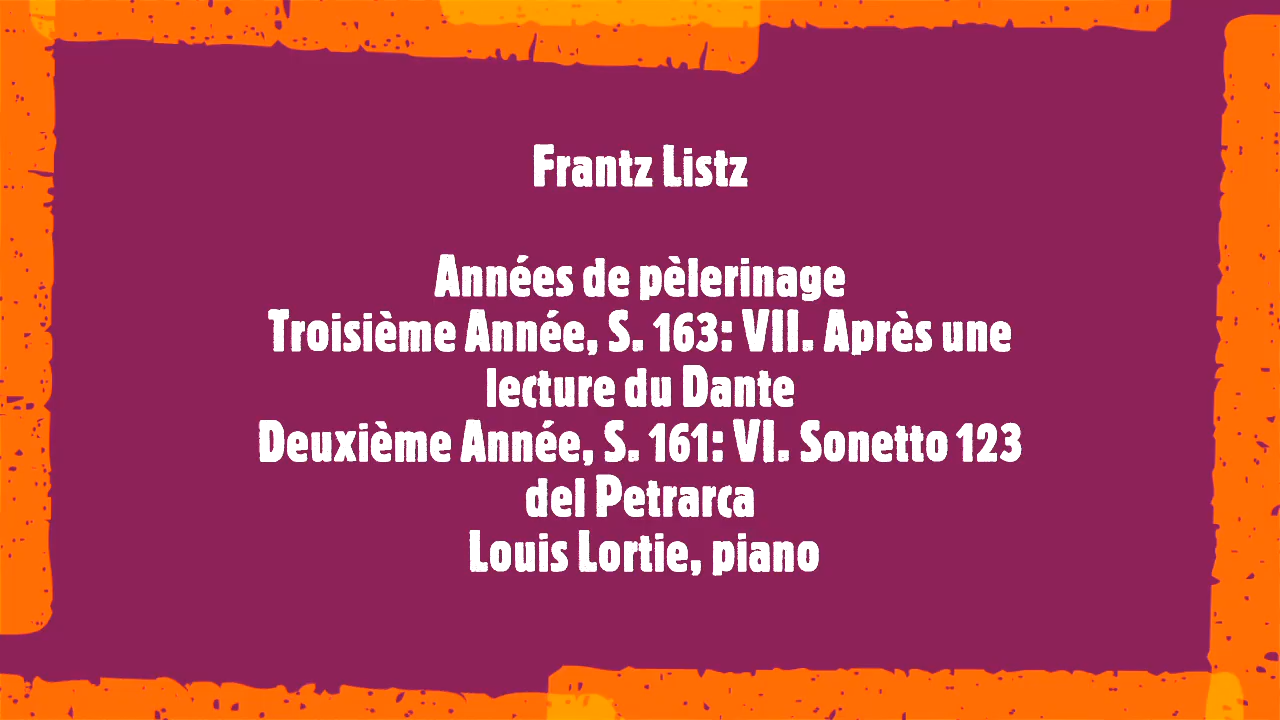 Frantz Listz
Années de pèlerinage
Troisième Année, S. 163: VII. Après une
lecture du Dante
Deuxième Année, S. 161: VI. Sonetto 123
del Petrarca
Louis Lortie, piano